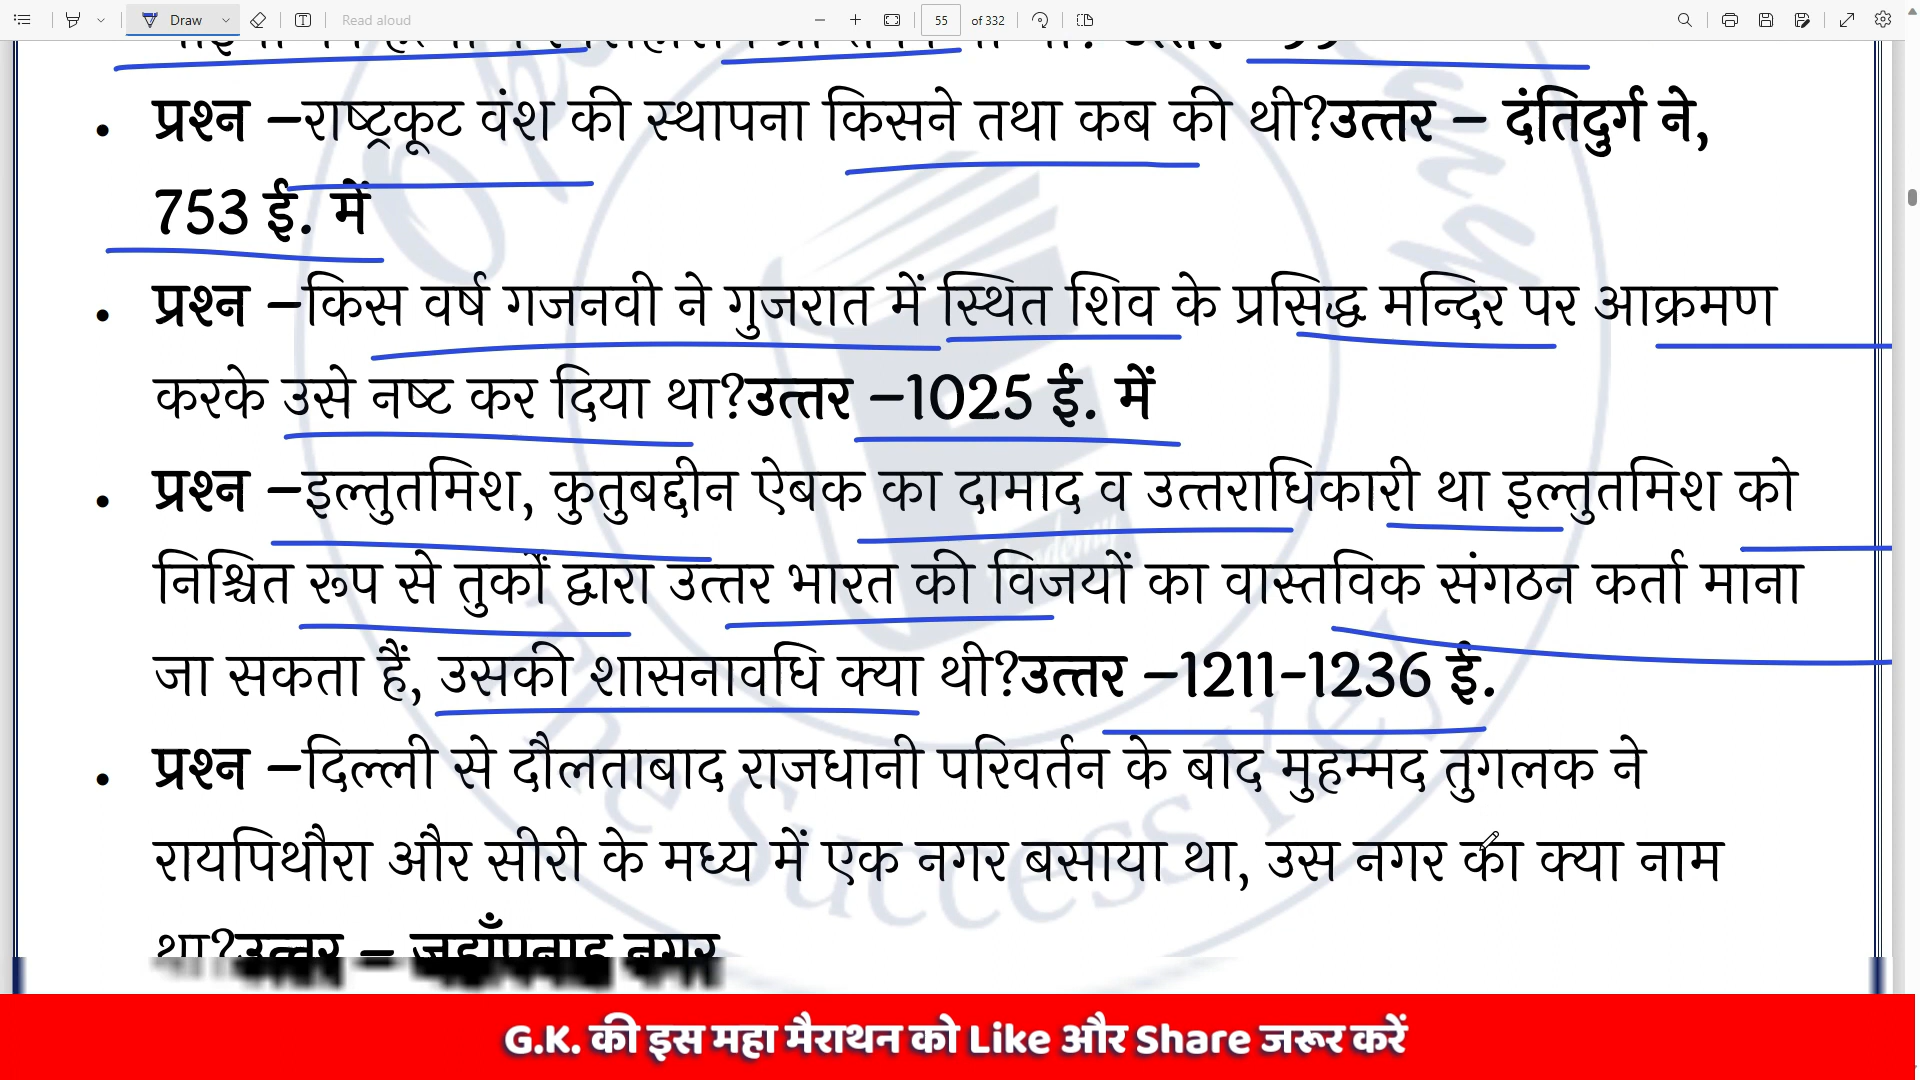 Draw
Read aloud
55 of 332
प्रश्न –राष्ट्रकूट वंश की स्थापना किसने तथा कब की थी?उत्तर – दंतिदुर्ग ने,
753 ई. में
प्रश्न –किस वर्ष गजनवी ने गुजरात में स्थित शिव के प्रसिद्ध मन्दिर पर आक्रमण
करके उसे नष्ट कर दिया था?उत्तर –1025 ई. में
प्रश्न –इल्तुतमिश, कुतुबद्दीन ऐबक का दामाद व उत्तराधिकारी था इल्तुतमिश को
निश्चित रूप से तुर्कों द्वारा उत्तर भारत की विजयों का वास्तविक संगठन कर्ता माना
जा सकता हैं, उसकी शासनावधि क्या थी?उत्तर –1211-1236 ई.
प्रश्न –दिल्ली से दौलताबाद राजधानी परिवर्तन के बाद मुहम्मद तुगलक ने
रायपिथौरा और सीरी के मध्य में एक नगर बसाया था, उस नगर का क्या नाम
था?उत्तर – जहाँपनाह नगर
Academy
The Success Key
G.K. की इस महा मैराथन को Like और Share जरूर करें